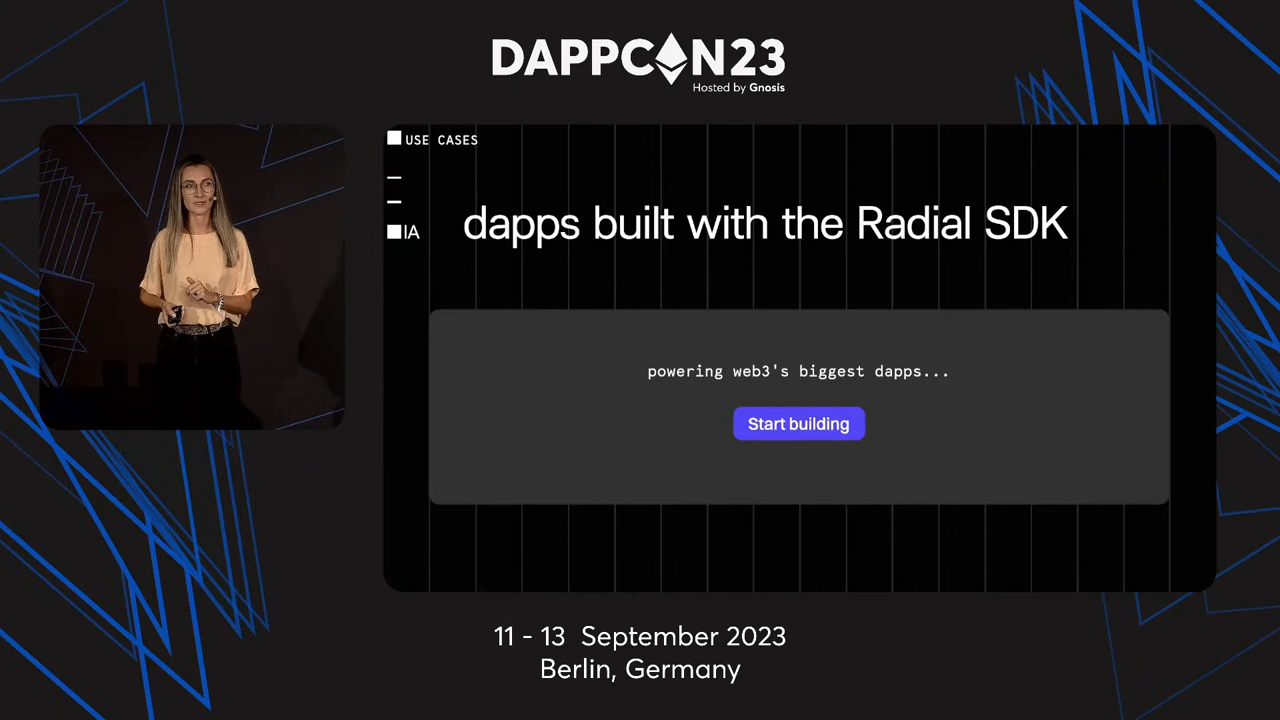 DAPPCON23
Hosted by Gnosis
USE CASES
IA
dapps built with the Radial SDK
powering web3's biggest dapps...
Start building
11 - 13 September 2023
Berlin, Germany